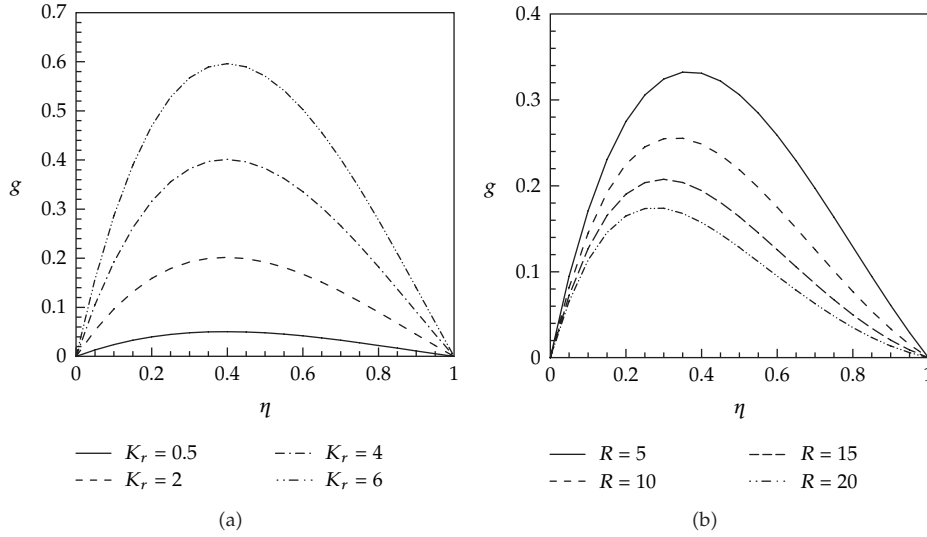 0.7
0.6
0.5
0.4
0.3
0.2
0.1
0
g
0 0.2 0.4 0.6 0.8 1
η
K_r = 0.5
K_r = 4
K_r = 2
K_r = 6
(a)
0.4
0.3
0.2
0.1
0
g
0 0.2 0.4 0.6 0.8 1
η
R = 5
R = 15
R = 10
R = 20
(b)